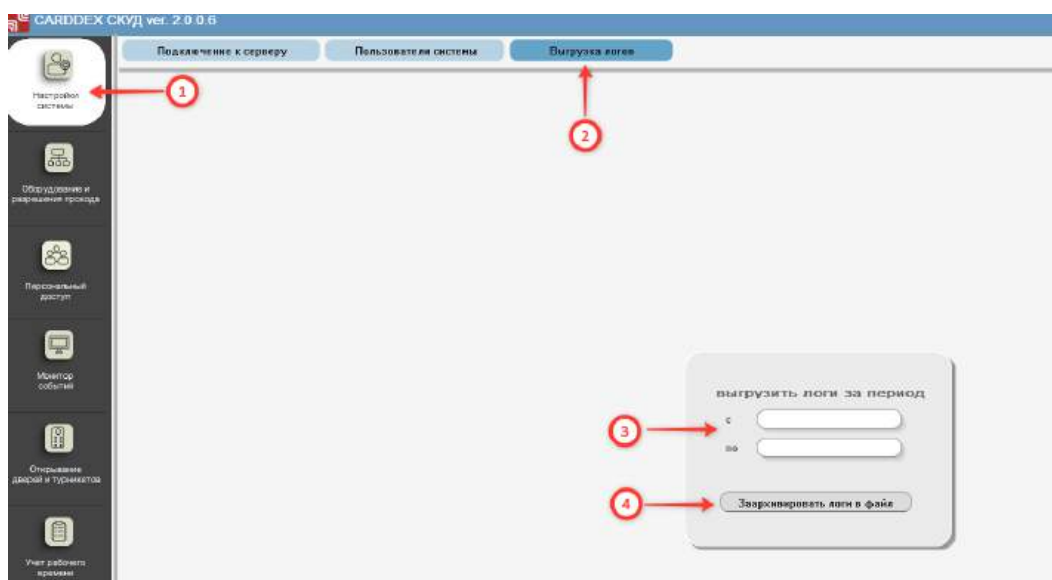 CARDDEX СКУД ver. 2.0.0.6
Подключение к серверу
Пользователи системы
Выгрузка логов
Настройки
системы
1
2
Оборудование и
разрешения прохода
Персональный
доступ
Монитор
событий
выгрузить логи за период
с
3
по
Открывание
дверей и турникетов
4
Заархивировать логи в файл
Учет рабочего
времени